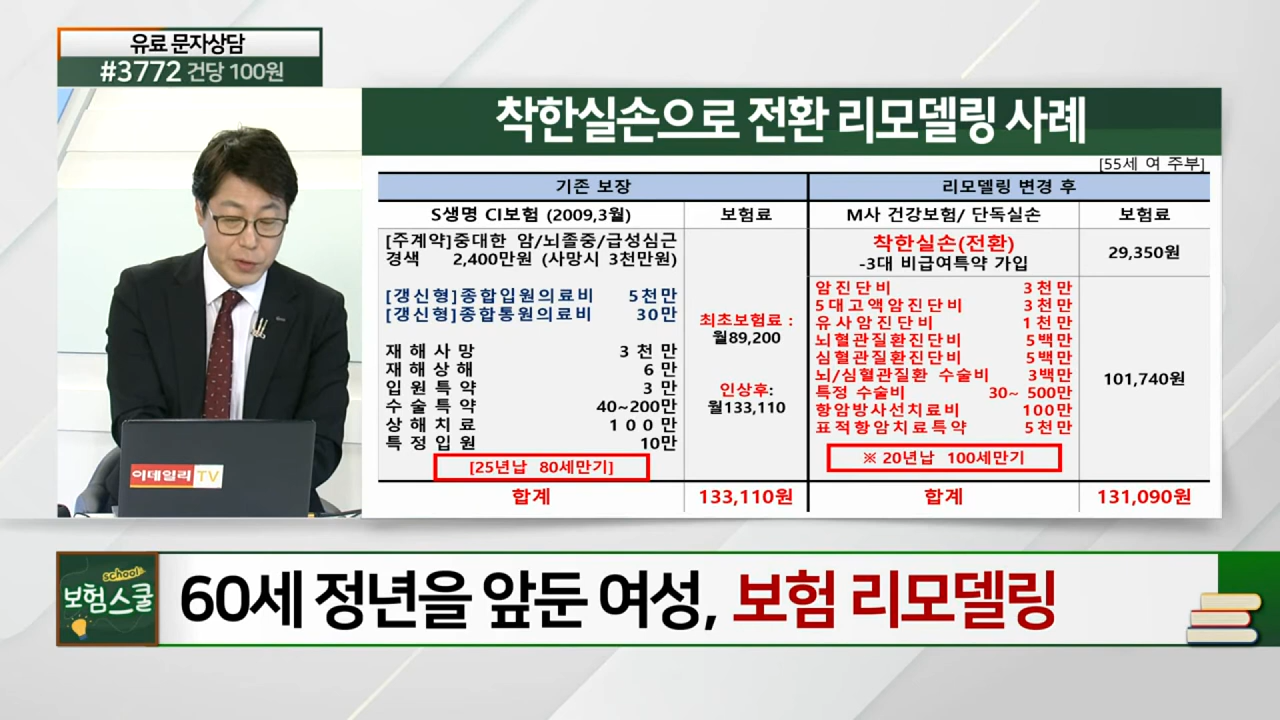 유료 문자상담
#3772 건당 100원
착한실손으로 전환 리모델링 사례
[55세 여 주부]
기존 보장
리모델링 변경 후
S생명 CI보험 (2009,3월)
보험료
M사 건강보험/ 단독실손
보험료
[주계약]중대한 암/뇌졸중/급성심근
경색 2,400만원 (사망시 3천만원)
[갱신형]종합입원의료비 5천만
[갱신형]종합통원의료비 30만
재해사망 3천만
재해상해 6만
입원특약 3만
수술특약 40~200만
상해치료 100만
특정입원 10만
[25년납 80세만기]
최초보험료 :
월89,200
인상후:
월133,110
착한실손(전환)
-3대 비급여특약 가입
29,350원
암진단비 3천만
5대고액암진단비 3천만
유사암진단비 1천만
뇌혈관질환진단비 5백만
심혈관질환진단비 5백만
뇌/심혈관질환 수술비 3백만
특정 수술비 30~ 500만
항암방사선치료비 100만
표적항암치료특약 5천만
※ 20년납 100세만기
101,740원
합계
133,110원
합계
131,090원
이데일리 TV
school
보험스쿨
60세 정년을 앞둔 여성, 보험 리모델링